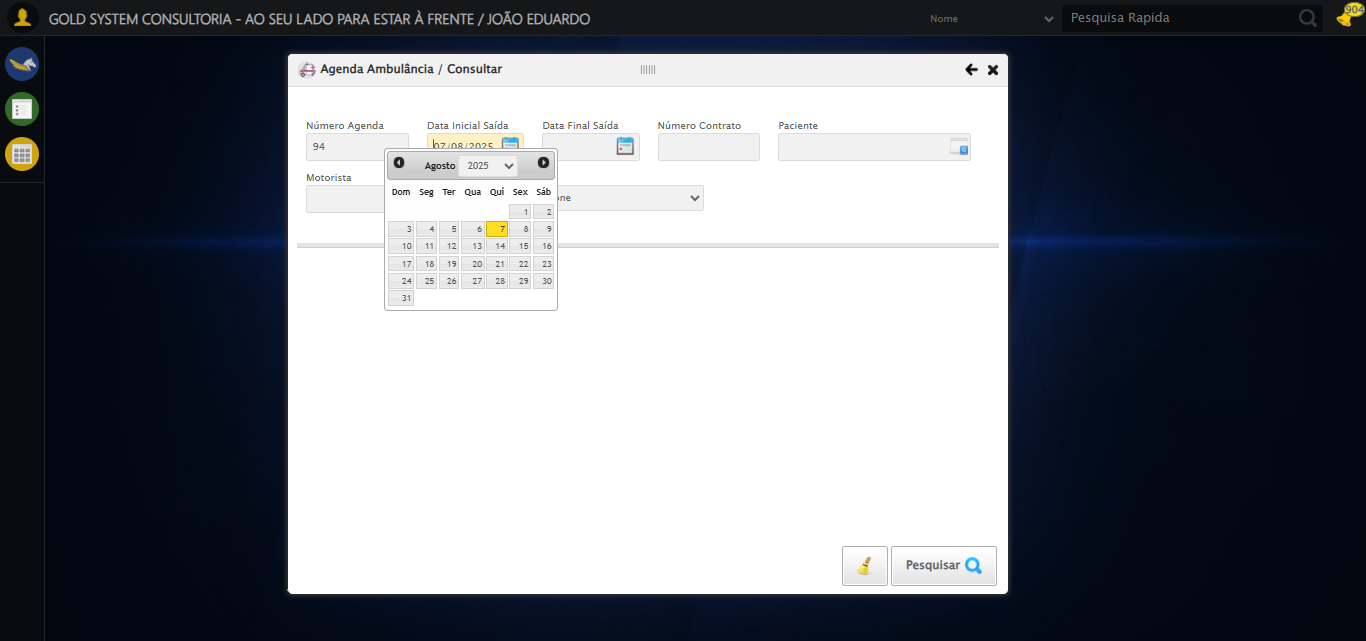 GOLD SYSTEM CONSULTORIA - AO SEU LADO PARA ESTAR À FRENTE / JOÃO EDUARDO
Nome
Pesquisa Rapida
904
Agenda Ambulância / Consultar
Número Agenda
Data Inicial Saída
Data Final Saída
Número Contrato
Paciente
94
07/08/2025
Motorista
one
Agosto 2025
Dom Seg Ter Qua Qui Sex Sáb
1 2
3 4 5 6 7 8 9
10 11 12 13 14 15 16
17 18 19 20 21 22 23
24 25 26 27 28 29 30
31
Pesquisar